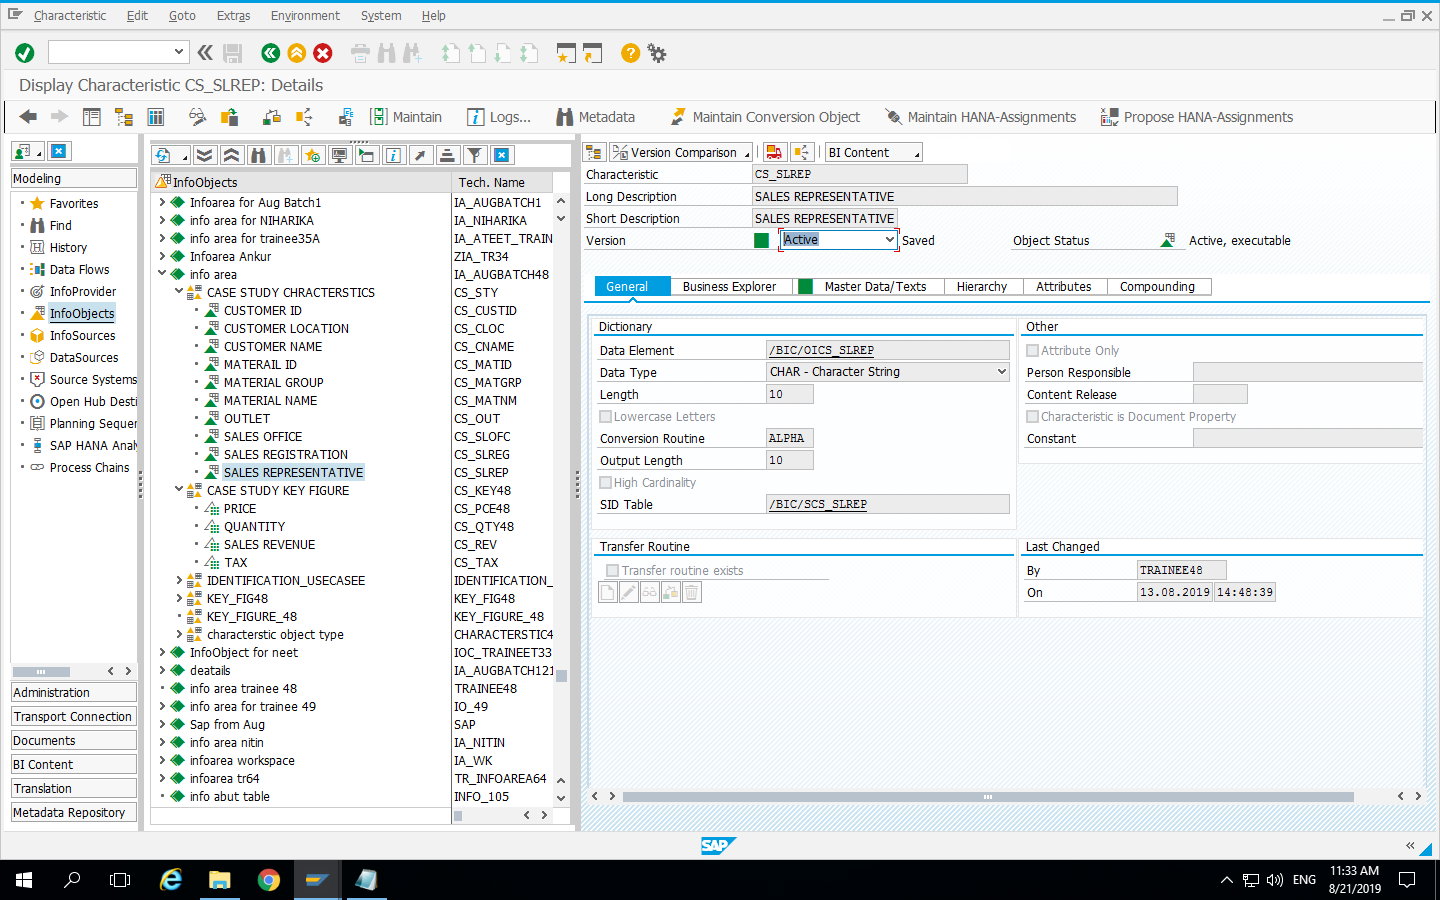 Characteristic Edit Goto Extras Environment System Help
Display Characteristic CS_SLREP: Details
Maintain Logs... Metadata Maintain Conversion Object Maintain HANA-Assignments Propose HANA-Assignments
Modeling
Favorites
Find
History
Data Flows
InfoProvider
InfoObjects
InfoSources
DataSources
Source Systems
Open Hub Desti
Planning Sequer
SAP HANA Anal
Process Chains
Administration
Transport Connection
Documents
BI Content
Translation
Metadata Repository
InfoObjects Tech. Name
Infoarea for Aug Batch1 IA_AUGBATCH1
info area for NIHARIKA IA_NIHARIKA
info area for trainee35A IA_ATEET_TRAIN
Infoarea Ankur ZIA_TR34
info area IA_AUGBATCH48
CASE STUDY CHRACTERSTICS CS_STY
CUSTOMER ID CS_CUSTID
CUSTOMER LOCATION CS_CLOC
CUSTOMER NAME CS_CNAME
MATERAIL ID CS_MATID
MATERIAL GROUP CS_MATGRP
MATERIAL NAME CS_MATNM
OUTLET CS_OUT
SALES OFFICE CS_SLOFC
SALES REGISTRATION CS_SLREG
SALES REPRESENTATIVE CS_SLREP
CASE STUDY KEY FIGURE CS_KEY48
PRICE CS_PCE48
QUANTITY CS_QTY48
SALES REVENUE CS_REV
TAX CS_TAX
IDENTIFICATION_USECASEE IDENTIFICATION_
KEY_FIG48 KEY_FIG48
KEY_FIGURE_48 KEY_FIGURE_48
characterstic object type CHARACTERSTIC4
InfoObject for neet IOC_TRAINEET33
deatails IA_AUGBATCH121
info area trainee 48 TRAINEE48
info area for trainee 49 IO_49
Sap from Aug SAP
info area nitin IA_NITIN
infoarea workspace IA_WK
infoarea tr64 TR_INFOAREA64
info abut table INFO_105
Version Comparison BI Content
Characteristic CS_SLREP
Long Description SALES REPRESENTATIVE
Short Description SALES REPRESENTATIVE
Version Active Saved Object Status Active, executable
General Business Explorer Master Data/Texts Hierarchy Attributes Compounding
Dictionary
Data Element /BIC/OICS_SLREP
Data Type CHAR - Character String
Length 10
Lowercase Letters
Conversion Routine ALPHA
Output Length 10
High Cardinality
SID Table /BIC/SCS_SLREP
Other
Attribute Only
Person Responsible
Content Release
Characteristic is Document Property
Constant
Transfer Routine
Transfer routine exists
Last Changed
By TRAINEE48
On 13.08.2019 14:48:39
SAP
ENG
11:33 AM
8/21/2019